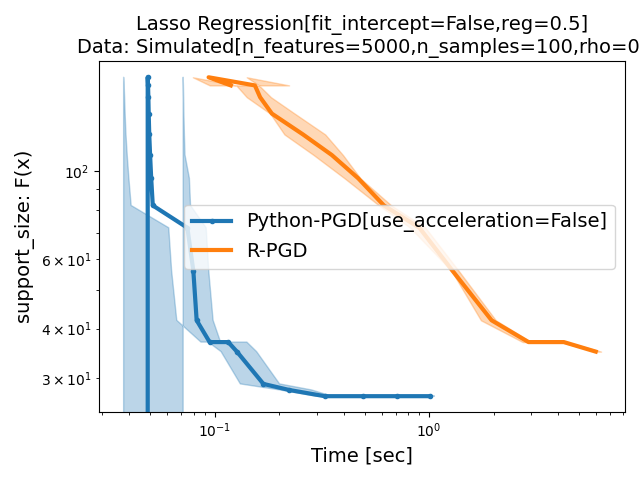 Lasso Regression[fit_intercept=False,reg=0.5]
Data: Simulated[n_features=5000,n_samples=100,rho=0
support_size: F(x)
10²
6 × 10¹
4 × 10¹
3 × 10¹
Python-PGD[use_acceleration=False]
R-PGD
10⁻¹
10⁰
Time [sec]